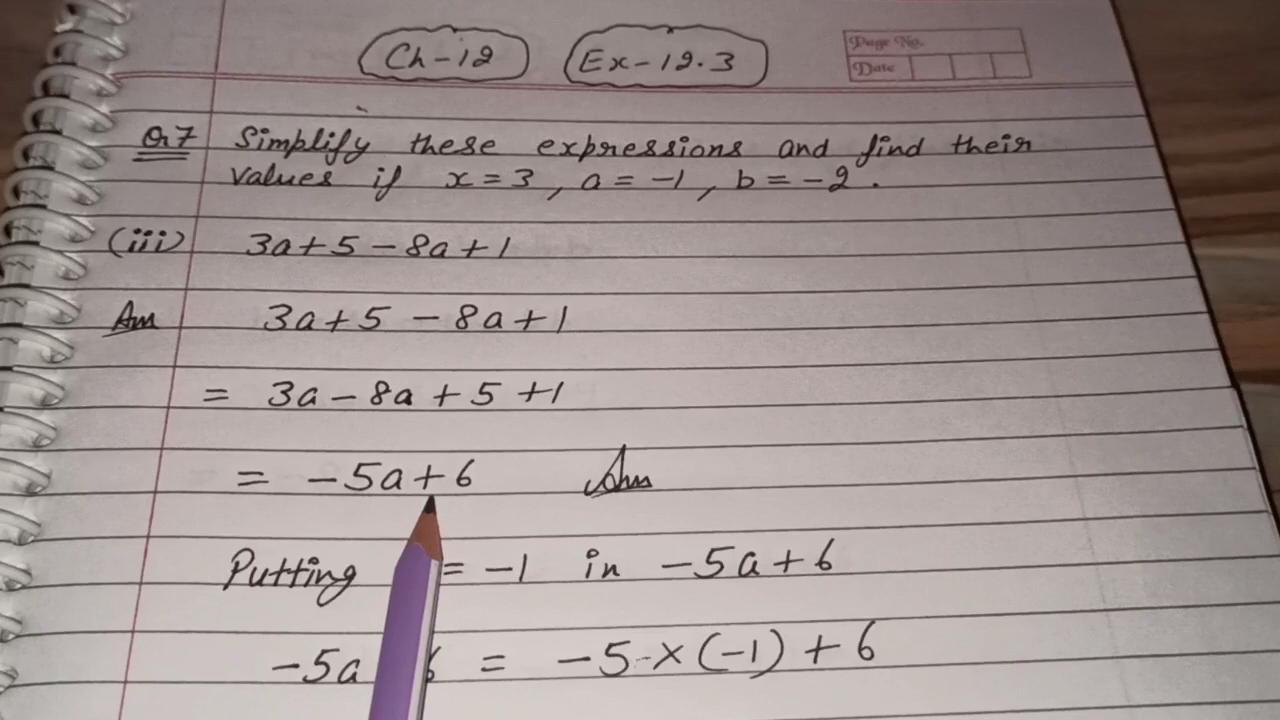 Ch-12 Ex-12.3
Page No.
Date
Q7 Simplify these expressions and find their
values if x = 3, a = -1, b = -2.
(iii) 3a+5-8a+1
Ans 3a+5-8a+1
= 3a-8a+5+1
= -5a+6 Ans
Putting = -1 in -5a+6
-5a 6 = -5 × (-1) + 6